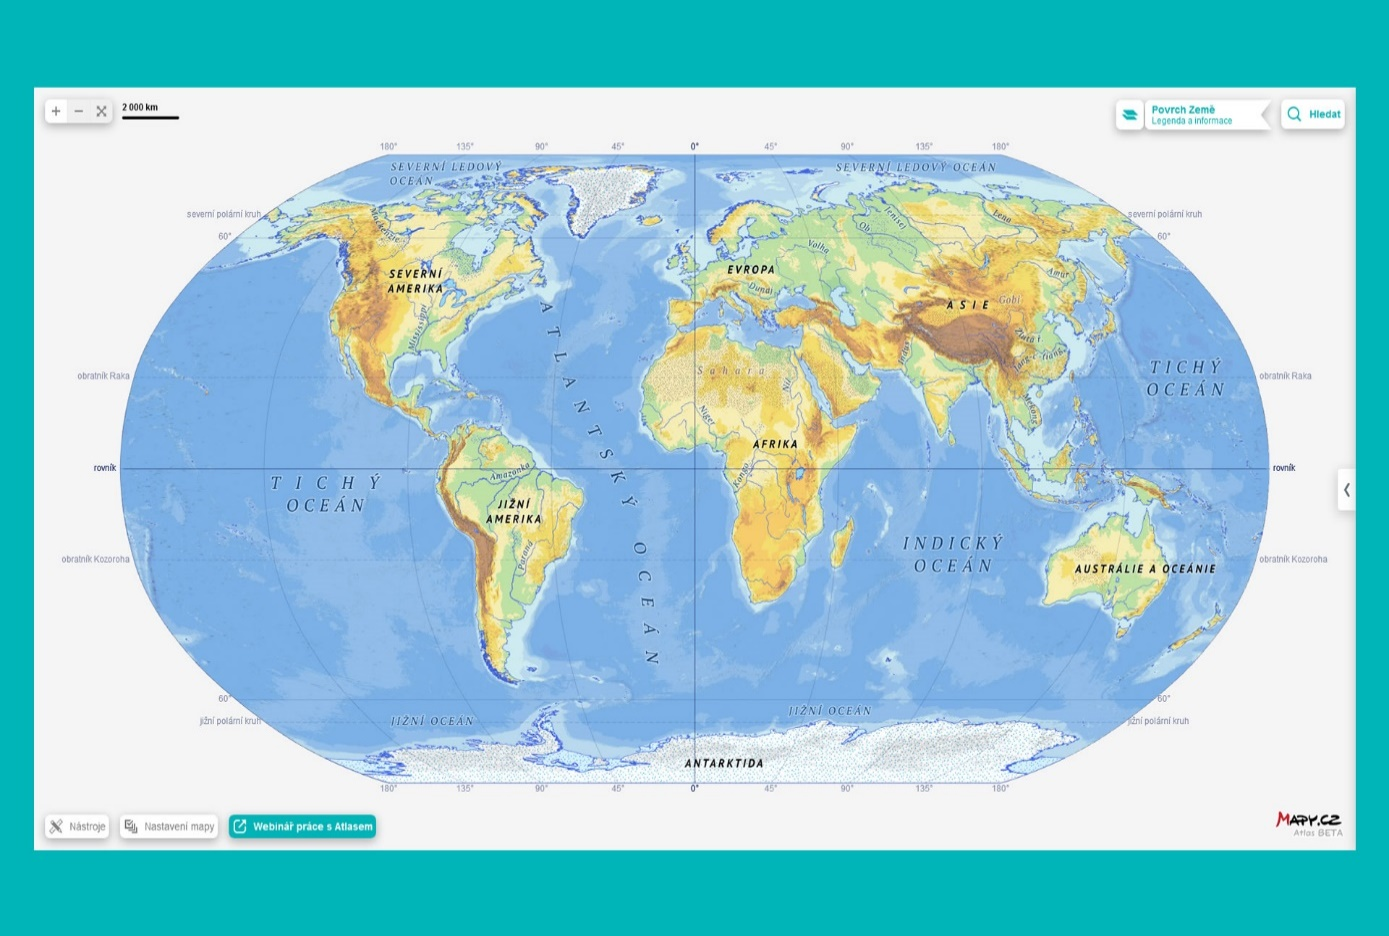 2 000 km
Povrch Země
Legenda a informace
Hledat
180°
135°
90°
45°
0°
45°
90°
135°
180°
SEVERNÍ LEDOVÝ
OCEÁN
SEVERNÍ LEDOVÝ OCEÁN
severní polární kruh
severní polární kruh
60°
60°
Mackenzie
Ob
Jenisej
Lena
Volha
Amur
SEVERNÍ
AMERIKA
EVROPA
Dunaj
ASIE
Gobi
Mississippi
Žlutá ř.
Indus
obratník Raka
obratník Raka
Sahara
Nil
Niger
Mekong
TICHÝ
OCEÁN
ATLANTSKÝ OCEÁN
AFRIKA
rovník
rovník
Amazonka
Kongo
TICHÝ
OCEÁN
JIŽNÍ
AMERIKA
Paraná
INDICKÝ
OCEÁN
obratník Kozoroha
obratník Kozoroha
AUSTRÁLIE A OCEÁNIE
60°
60°
jižní polární kruh
jižní polární kruh
JIŽNÍ OCEÁN
JIŽNÍ OCEÁN
ANTARKTIDA
180°
135°
90°
45°
0°
45°
90°
135°
180°
Nástroje
Nastavení mapy
Webinář práce s Atlasem
MAPY.CZ
Atlas BETA